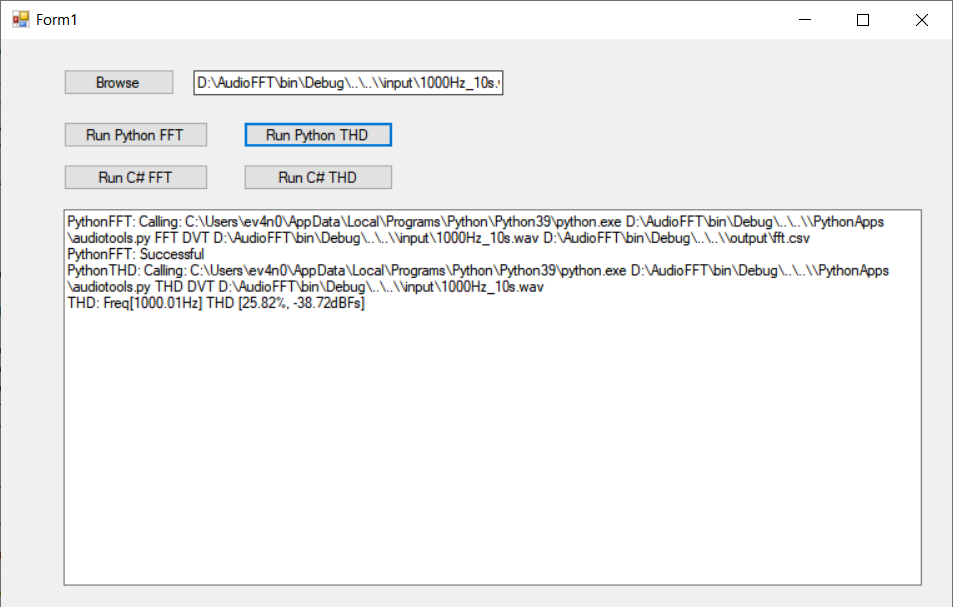 Form1
Browse
D:\AudioFFT\bin\Debug\..\..\\input\1000Hz_10s.
Run Python FFT
Run Python THD
Run C# FFT
Run C# THD
PythonFFT: Calling: C:\Users\ev4n0\AppData\Local\Programs\Python\Python39\python.exe D:\AudioFFT\bin\Debug\..\..\\PythonApps
\audiotools.py FFT DVT D:\AudioFFT\bin\Debug\..\..\\input\1000Hz_10s.wav D:\AudioFFT\bin\Debug\..\..\\output\fft.csv
PythonFFT: Successful
PythonTHD: Calling: C:\Users\ev4n0\AppData\Local\Programs\Python\Python39\python.exe D:\AudioFFT\bin\Debug\..\..\\PythonApps
\audiotools.py THD DVT D:\AudioFFT\bin\Debug\..\..\\input\1000Hz_10s.wav
THD: Freq[1000.01Hz] THD [25.82%, -38.72dBFs]